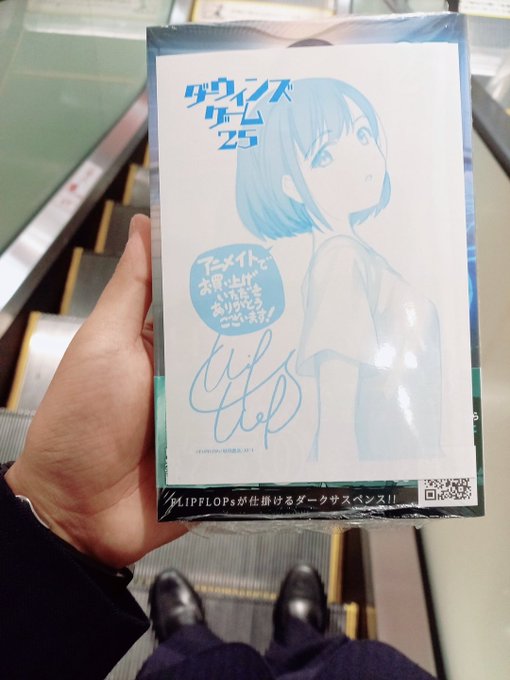 ダーウィンズ
ゲーム
25
アニメイトで
お買い上げ
いただき
ありがとう
ございます!
FLIPFLOPs
FLIPFLOPsが仕掛けるダークサスペンス!!